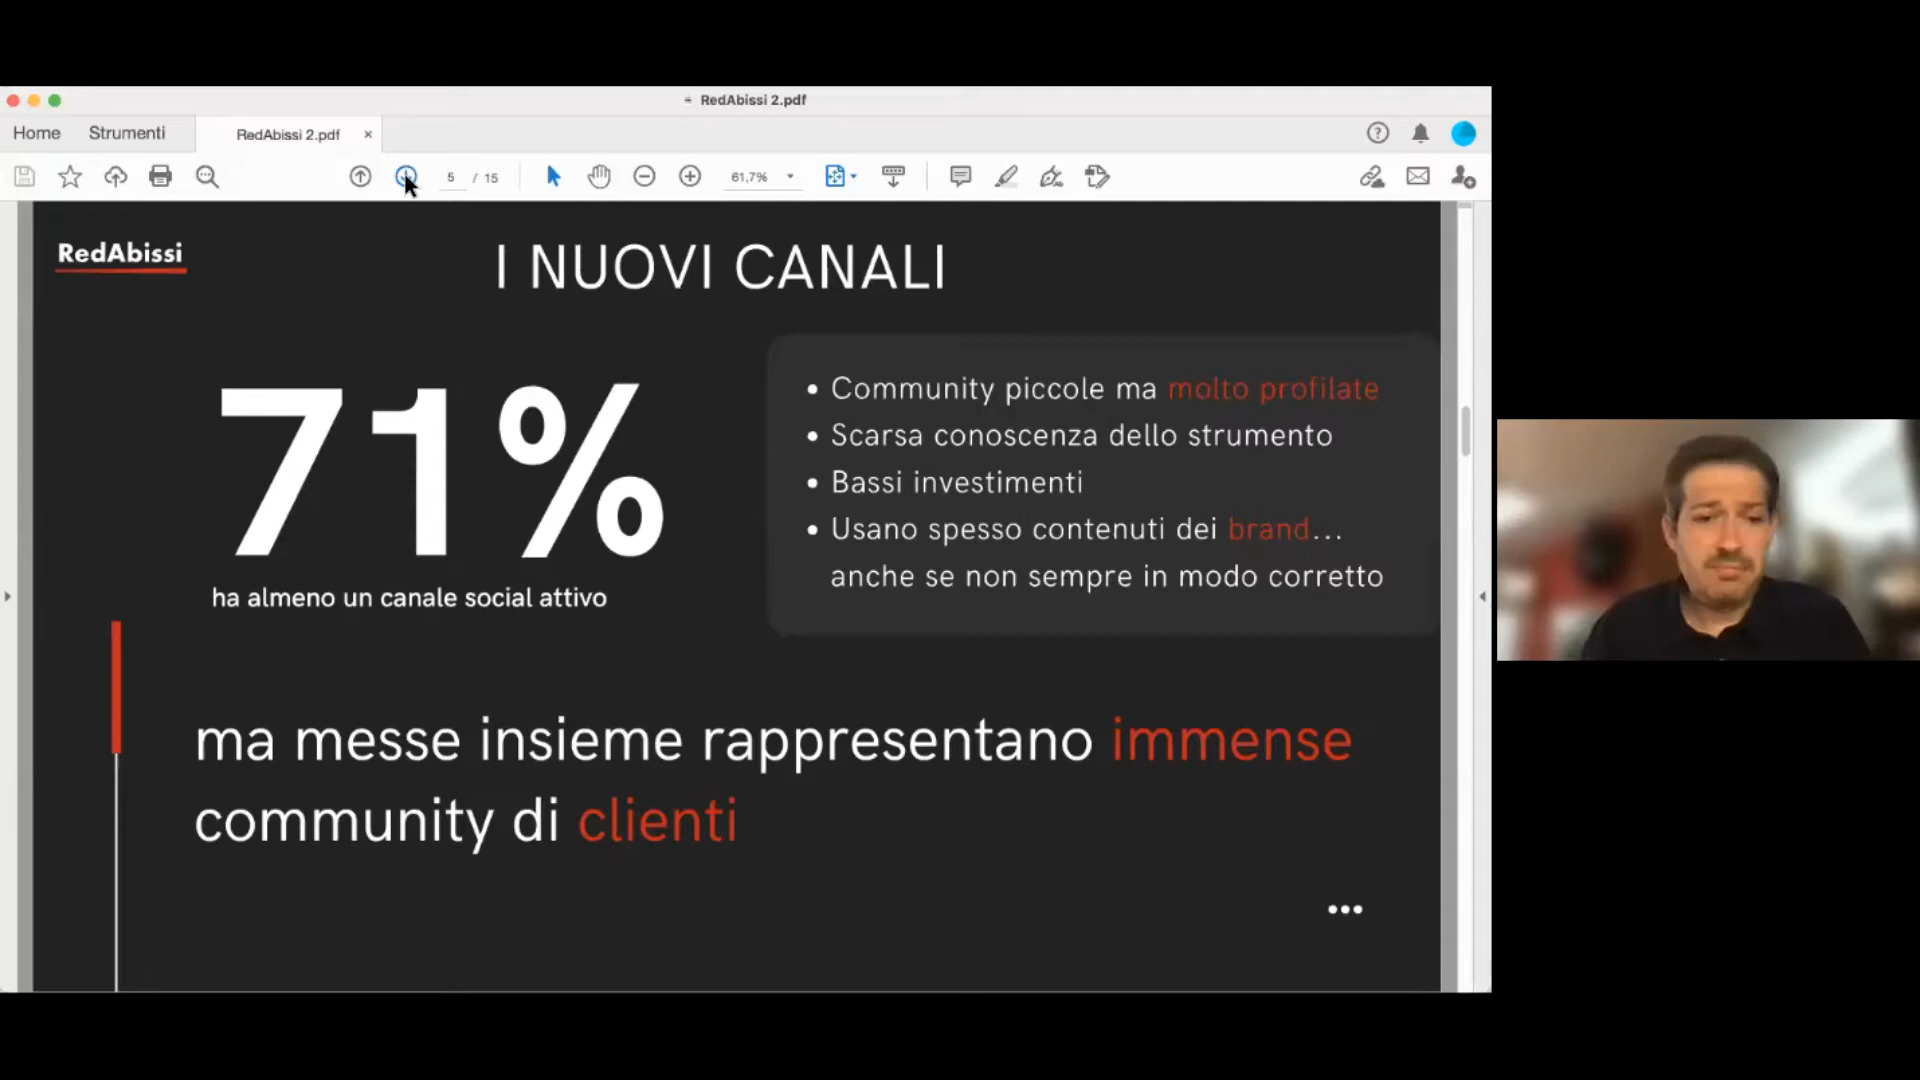 RedAbissi 2.pdf
Home
Strumenti
RedAbissi 2.pdf
5 / 15
61,7%
RedAbissi
I NUOVI CANALI
71%
ha almeno un canale social attivo
• Community piccole ma molto profilate
• Scarsa conoscenza dello strumento
• Bassi investimenti
• Usano spesso contenuti dei brand...
anche se non sempre in modo corretto
ma messe insieme rappresentano immense
community di clienti
...